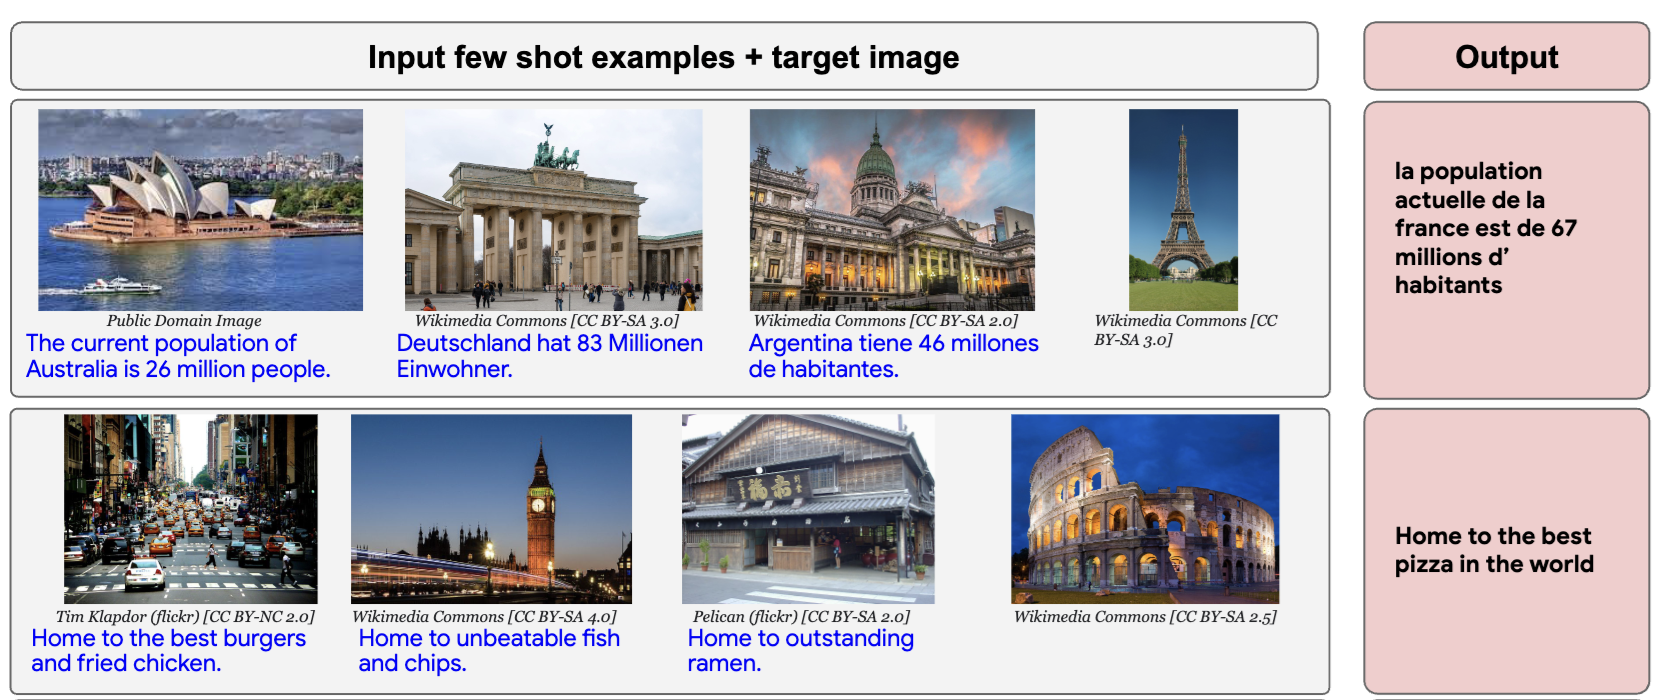 Input few shot examples + target image
Output
Public Domain Image
The current population of
Australia is 26 million people.
Wikimedia Commons [CC BY-SA 3.0]
Deutschland hat 83 Millionen
Einwohner.
Wikimedia Commons [CC BY-SA 2.0]
Argentina tiene 46 millones
de habitantes.
Wikimedia Commons [CC
BY-SA 3.0]
la population
actuelle de la
france est de 67
millions d’
habitants
Tim Klapdor (flickr) [CC BY-NC 2.0]
Home to the best burgers
and fried chicken.
Wikimedia Commons [CC BY-SA 4.0]
Home to unbeatable fish
and chips.
Pelican (flickr) [CC BY-SA 2.0]
Home to outstanding
ramen.
Wikimedia Commons [CC BY-SA 2.5]
Home to the best
pizza in the world